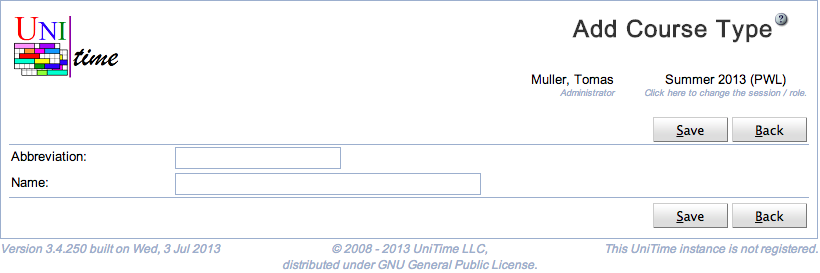 UNI
time
Add Course Type ?
Muller, Tomas
Summer 2013 (PWL)
Administrator
Click here to change the session / role.
Save
Back
Abbreviation:
Name:
Save
Back
Version 3.4.250 built on Wed, 3 Jul 2013
© 2008 - 2013 UniTime LLC,
distributed under GNU General Public License.
This UniTime instance is not registered.